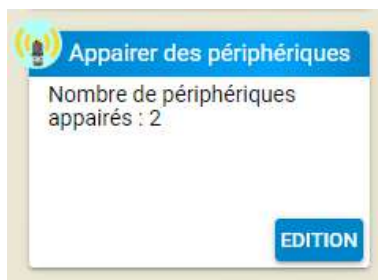 Appairer des périphériques
Nombre de périphériques
appairés : 2
EDITION